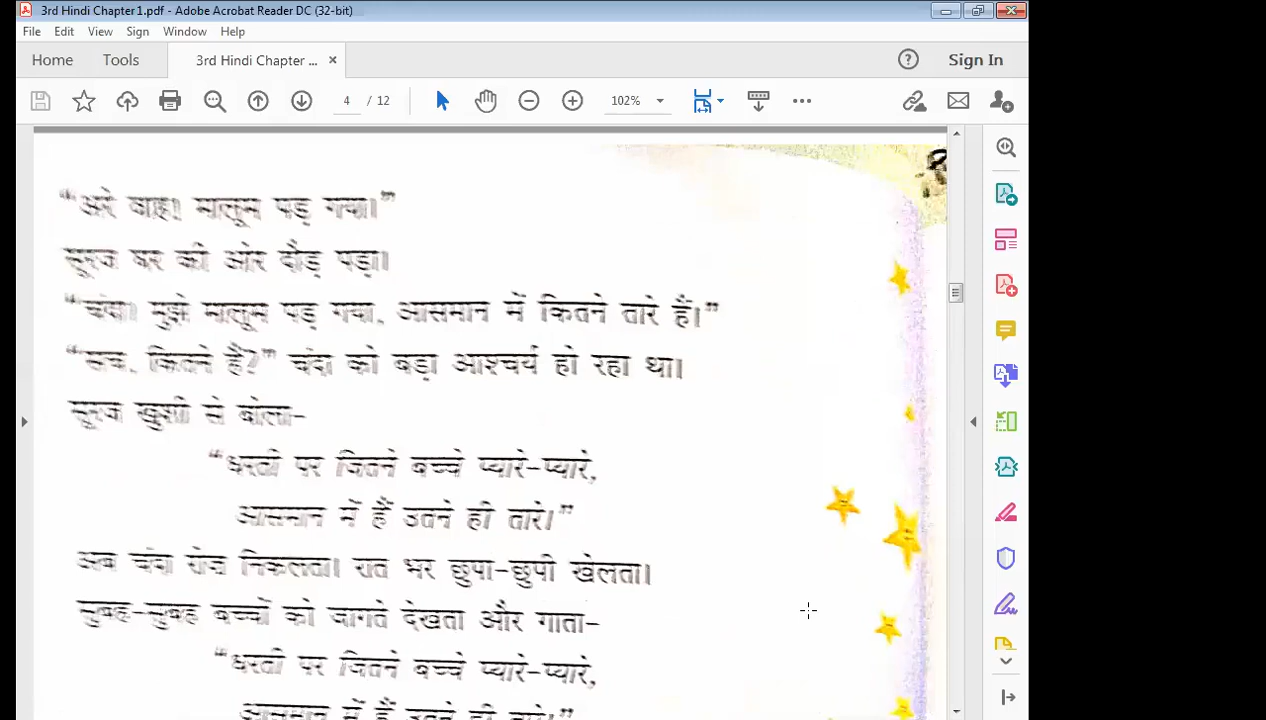 3rd Hindi Chapter 1.pdf - Adobe Acrobat Reader DC (32-bit)
File Edit View Sign Window Help
Home Tools 3rd Hindi Chapter ... × Sign In
4 / 12 102%
“अरे वाह! मालूम पड़ गया।”
सूरज घर की ओर दौड़ पड़ा।
“चंदा! मुझे मालूम पड़ गया, आसमान में कितने तारे हैं।”
“सच, कितने हैं?” चंदा को बड़ा आश्चर्य हो रहा था।
सूरज खुशी से बोला-
“धरती पर जितने बच्चे प्यारे-प्यारे,
आसमान में हैं उतने ही तारे।”
अब चंदा रोज़ निकलता। रात भर छुपा-छुपी खेलता।
सुबह-सुबह बच्चों को जागते देखता और गाता-
“धरती पर जितने बच्चे प्यारे-प्यारे,
आसमान में हैं उतने ही तारे।”